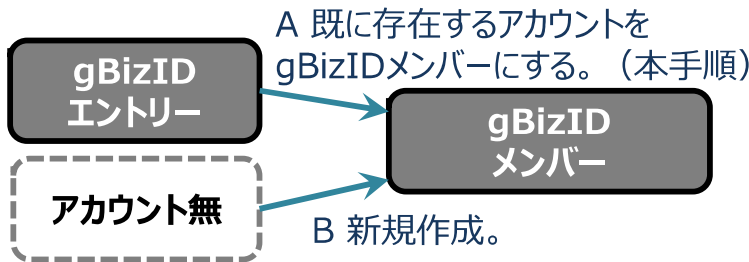 A 既に存在するアカウントを
gBizIDメンバーにする。（本手順）
gBizID
エントリー
gBizID
メンバー
アカウント無
B 新規作成。